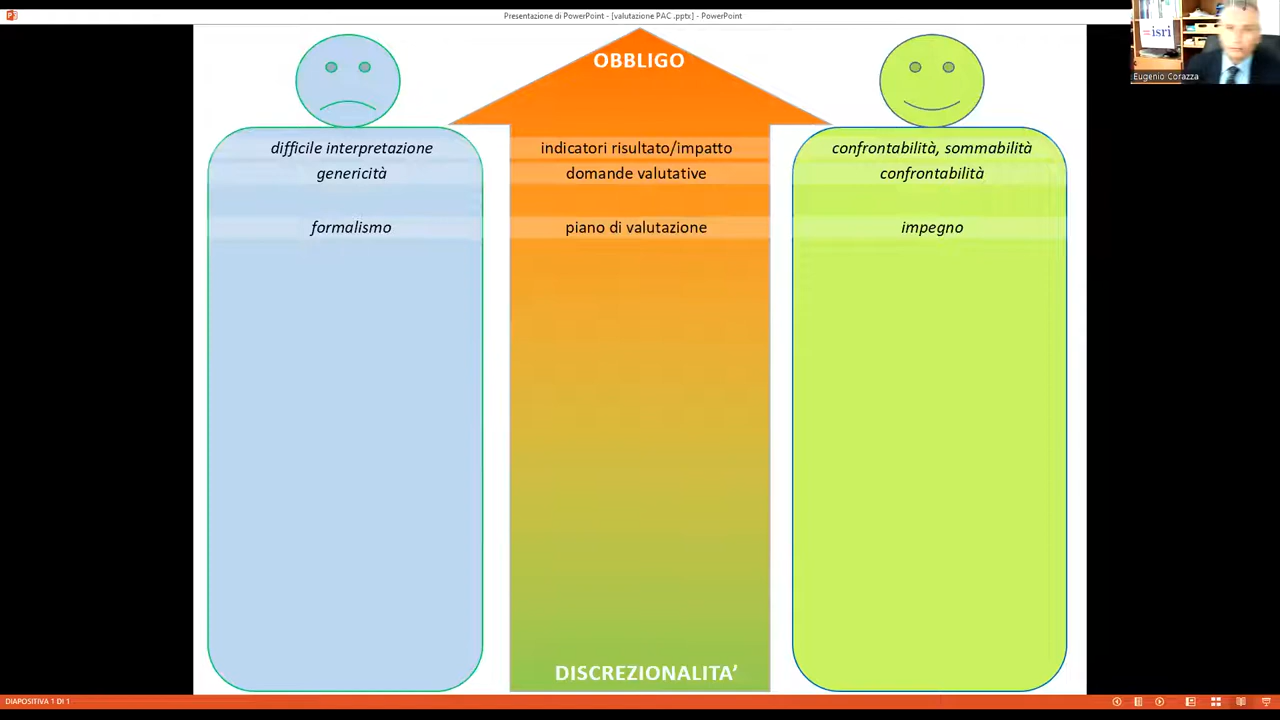 Presentazione di PowerPoint - [valutazione PAC .pptx] - PowerPoint
isri
Eugenio Corazza
OBBLIGO
difficile interpretazione
indicatori risultato/impatto
confrontabilità, sommabilità
genericità
domande valutative
confrontabilità
formalismo
piano di valutazione
impegno
DISCREZIONALITA’
DIAPOSITIVA 1 DI 1